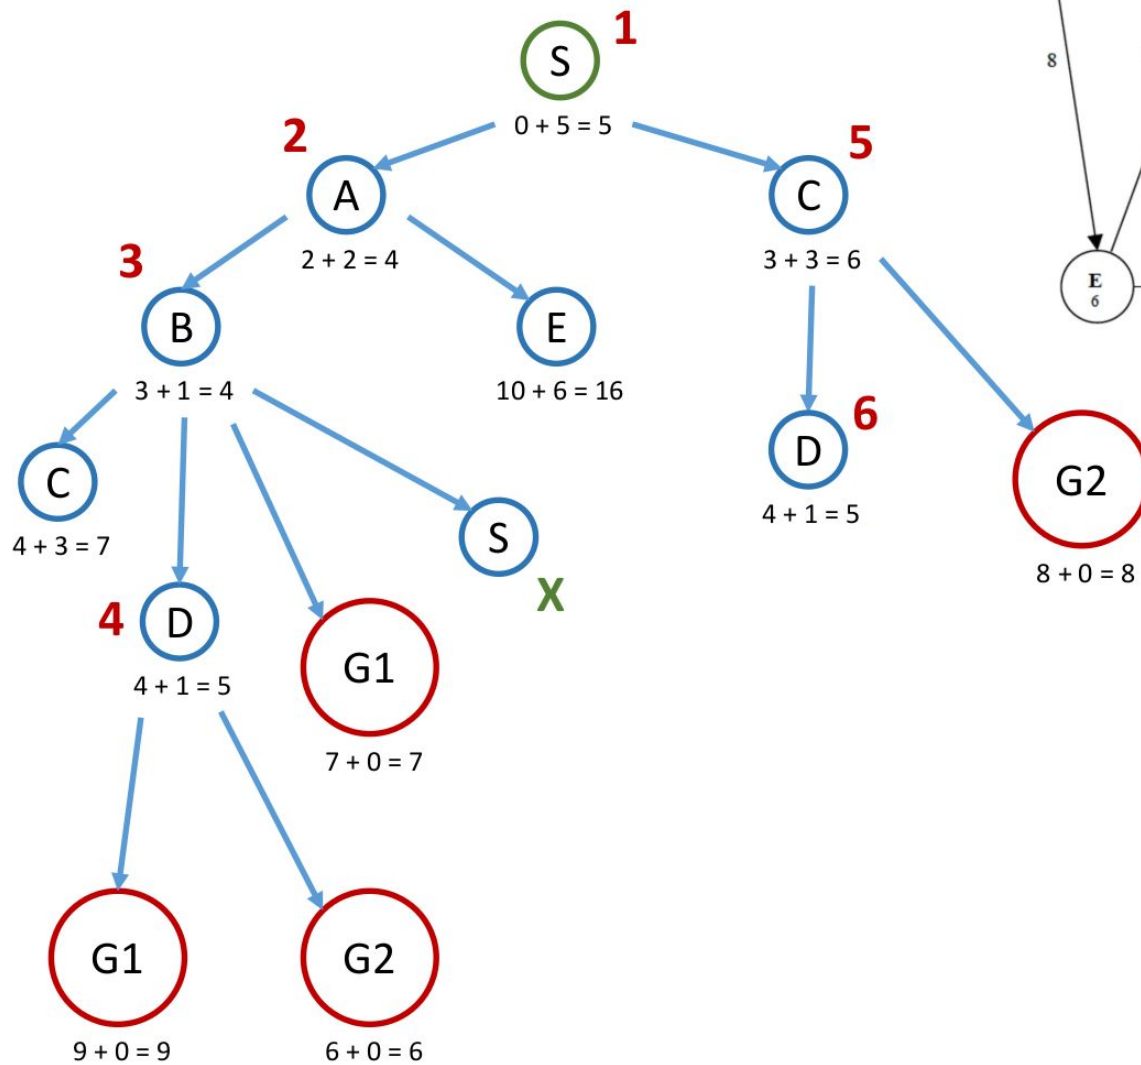 1
S
0 + 5 = 5
8
2
5
A
C
2 + 2 = 4
3 + 3 = 6
3
B
E
E
6
3 + 1 = 4
10 + 6 = 16
6
C
D
G2
4 + 3 = 7
4 + 1 = 5
S
8 + 0 = 8
X
4
D
G1
4 + 1 = 5
7 + 0 = 7
G1
G2
9 + 0 = 9
6 + 0 = 6